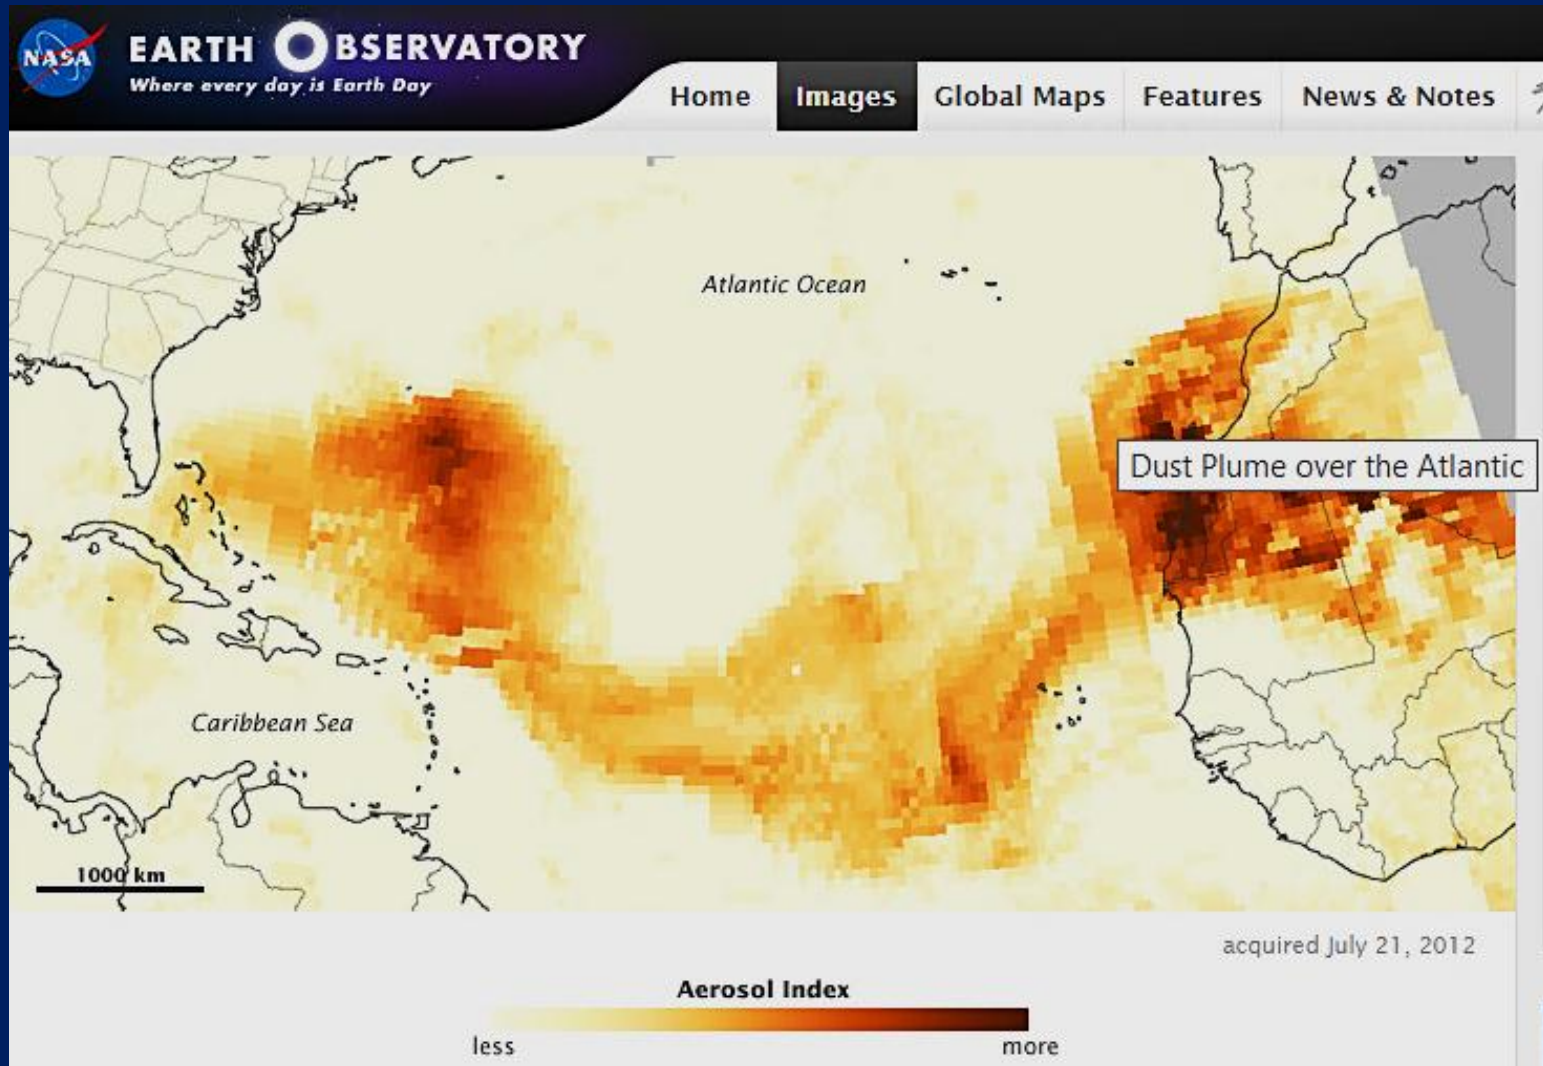 NASA
EARTH OBSERVATORY
Where every day is Earth Day
Home Images Global Maps Features News & Notes
Atlantic Ocean
Dust Plume over the Atlantic
Caribbean Sea
1000 km
acquired July 21, 2012
Aerosol Index
less more